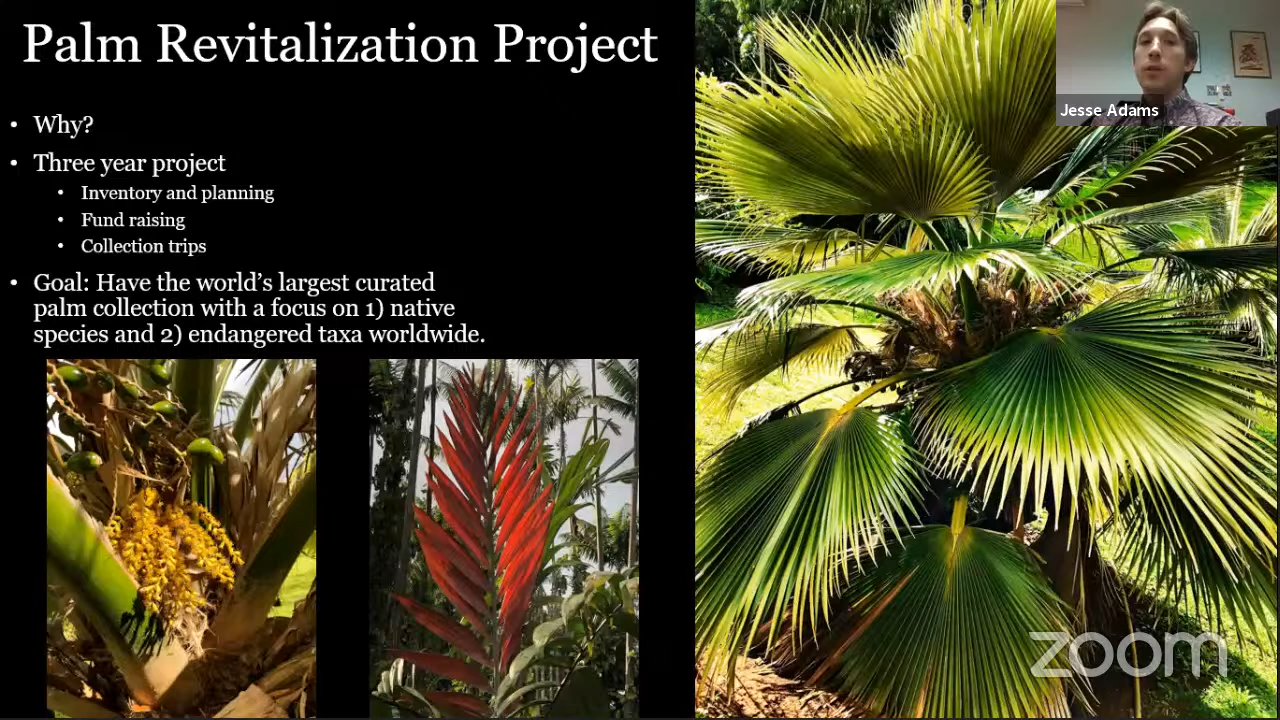 Palm Revitalization Project
• Why?
• Three year project
• Inventory and planning
• Fund raising
• Collection trips
• Goal: Have the world's largest curated
palm collection with a focus on 1) native
species and 2) endangered taxa worldwide.
Jesse Adams
zoom